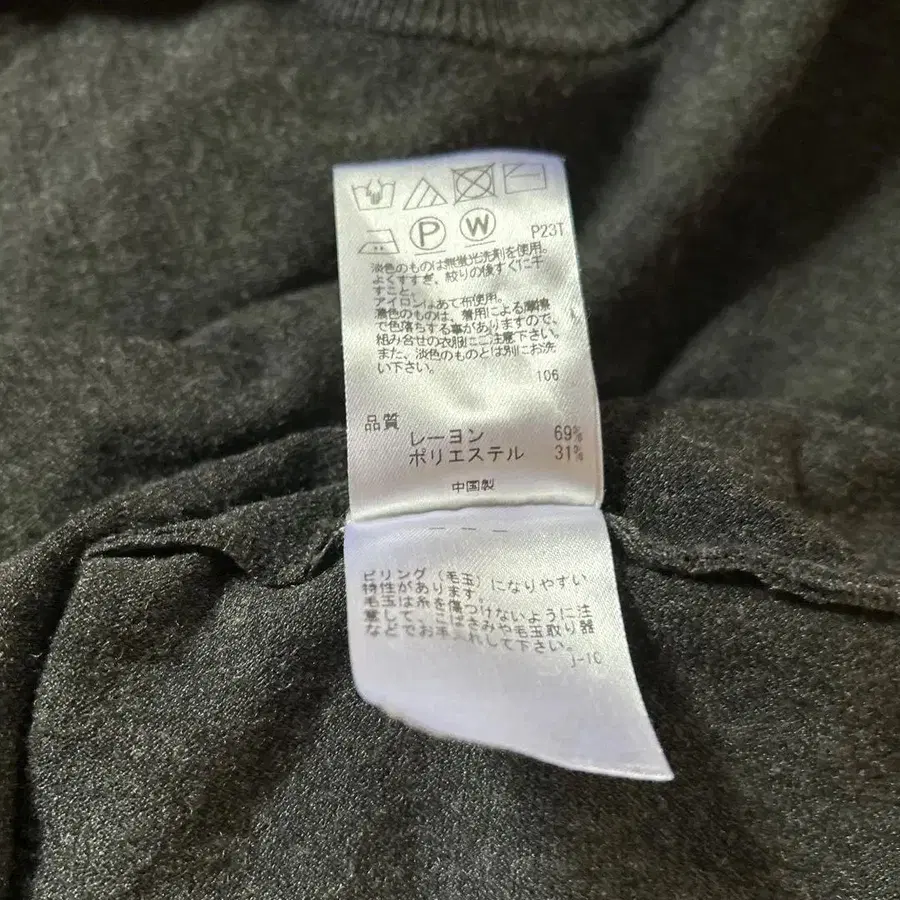 P W P23T
淡色のものは無蛍光洗剤を使用。
よくすすぎ、絞りの後すぐに干
すこと。
アイロンはあて布使用。
濃色のものは、着用による摩擦
で色落ちする事がありますので、
組み合せの衣服にご注意下さい。
また、淡色のものとは別にお洗
い下さい。
106
品質
レーヨン 69%
ポリエステル 31%
中国製
ピリング(毛玉)になりやすい
特性があります。
毛玉は糸を傷つけないように注
意して、こばさみや毛玉取り器
などでお手入れして下さい。
J-10